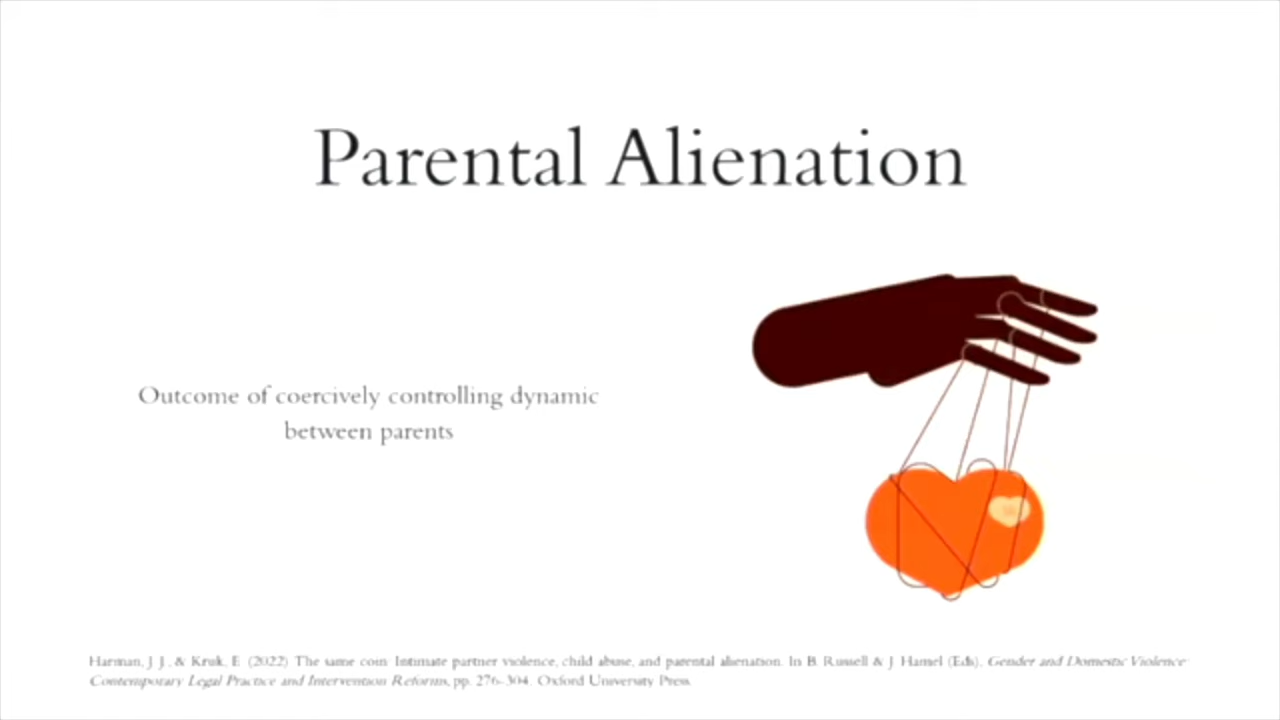 Parental Alienation
Outcome of coercively controlling dynamic
between parents
Harman, J. J., & Kruk, E. (2022). The same coin: Intimate partner violence, child abuse, and parental alienation. In B. Russell & J. Hamel (Eds), Gender and Domestic Violence:
Contemporary Legal Practice and Intervention Reforms, pp. 276-304. Oxford University Press.